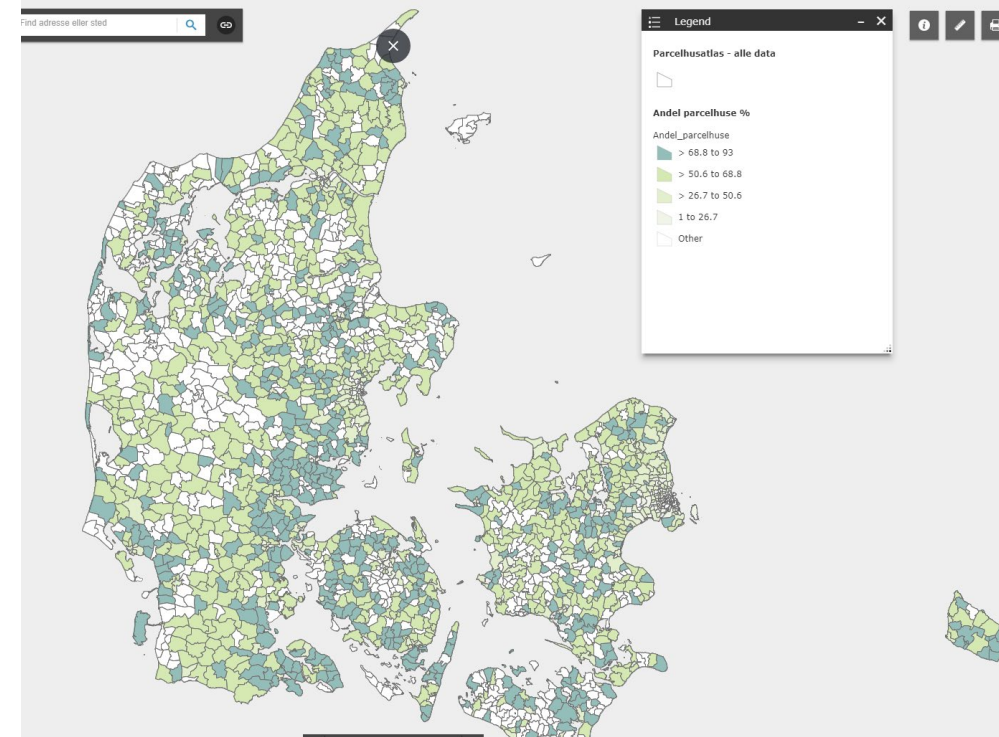 Find adresse eller sted
Legend
Parcelhusatlas - alle data
Andel parcelhuse %
Andel_parcelhuse
> 68.8 to 93
> 50.6 to 68.8
> 26.7 to 50.6
1 to 26.7
Other